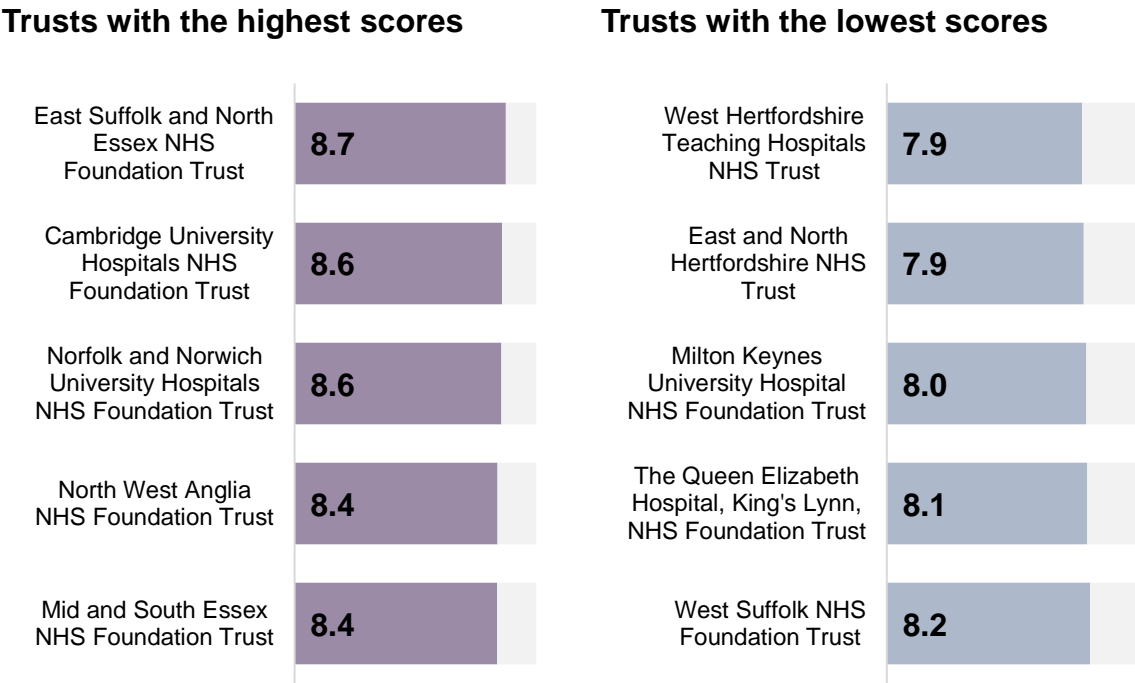 Trusts with the highest scores
East Suffolk and North
Essex NHS
Foundation Trust
8.7
Cambridge University
Hospitals NHS
Foundation Trust
8.6
Norfolk and Norwich
University Hospitals
NHS Foundation Trust
8.6
North West Anglia
NHS Foundation Trust
8.4
Mid and South Essex
NHS Foundation Trust
8.4
Trusts with the lowest scores
West Hertfordshire
Teaching Hospitals
NHS Trust
7.9
East and North
Hertfordshire NHS
Trust
7.9
Milton Keynes
University Hospital
NHS Foundation Trust
8.0
The Queen Elizabeth
Hospital, King's Lynn,
NHS Foundation Trust
8.1
West Suffolk NHS
Foundation Trust
8.2